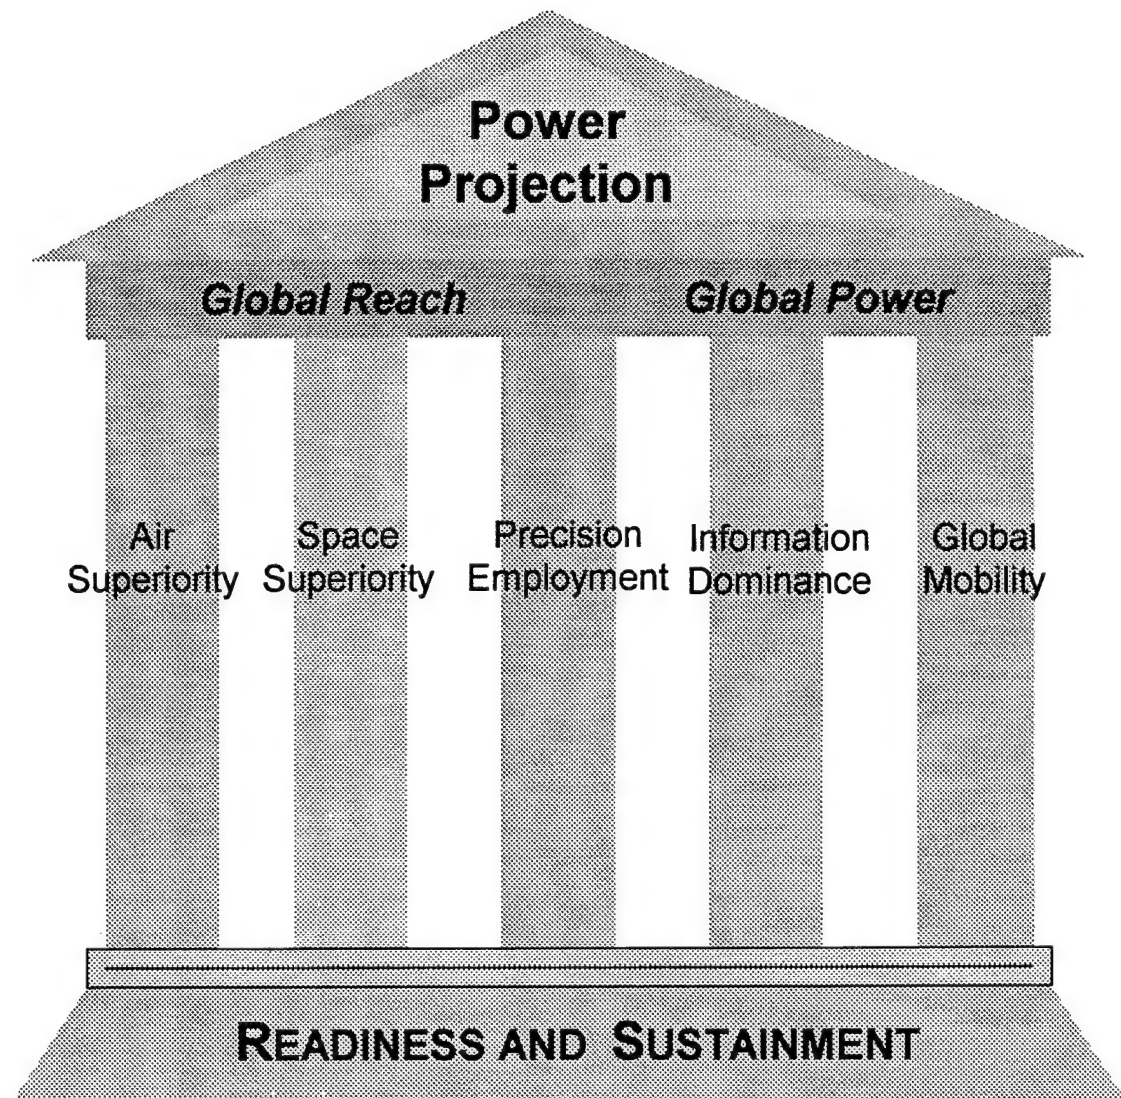 Power
Projection
Global Reach
Global Power
Air
Superiority
Space
Superiority
Precision
Employment
Information
Dominance
Global
Mobility
READINESS AND SUSTAINMENT